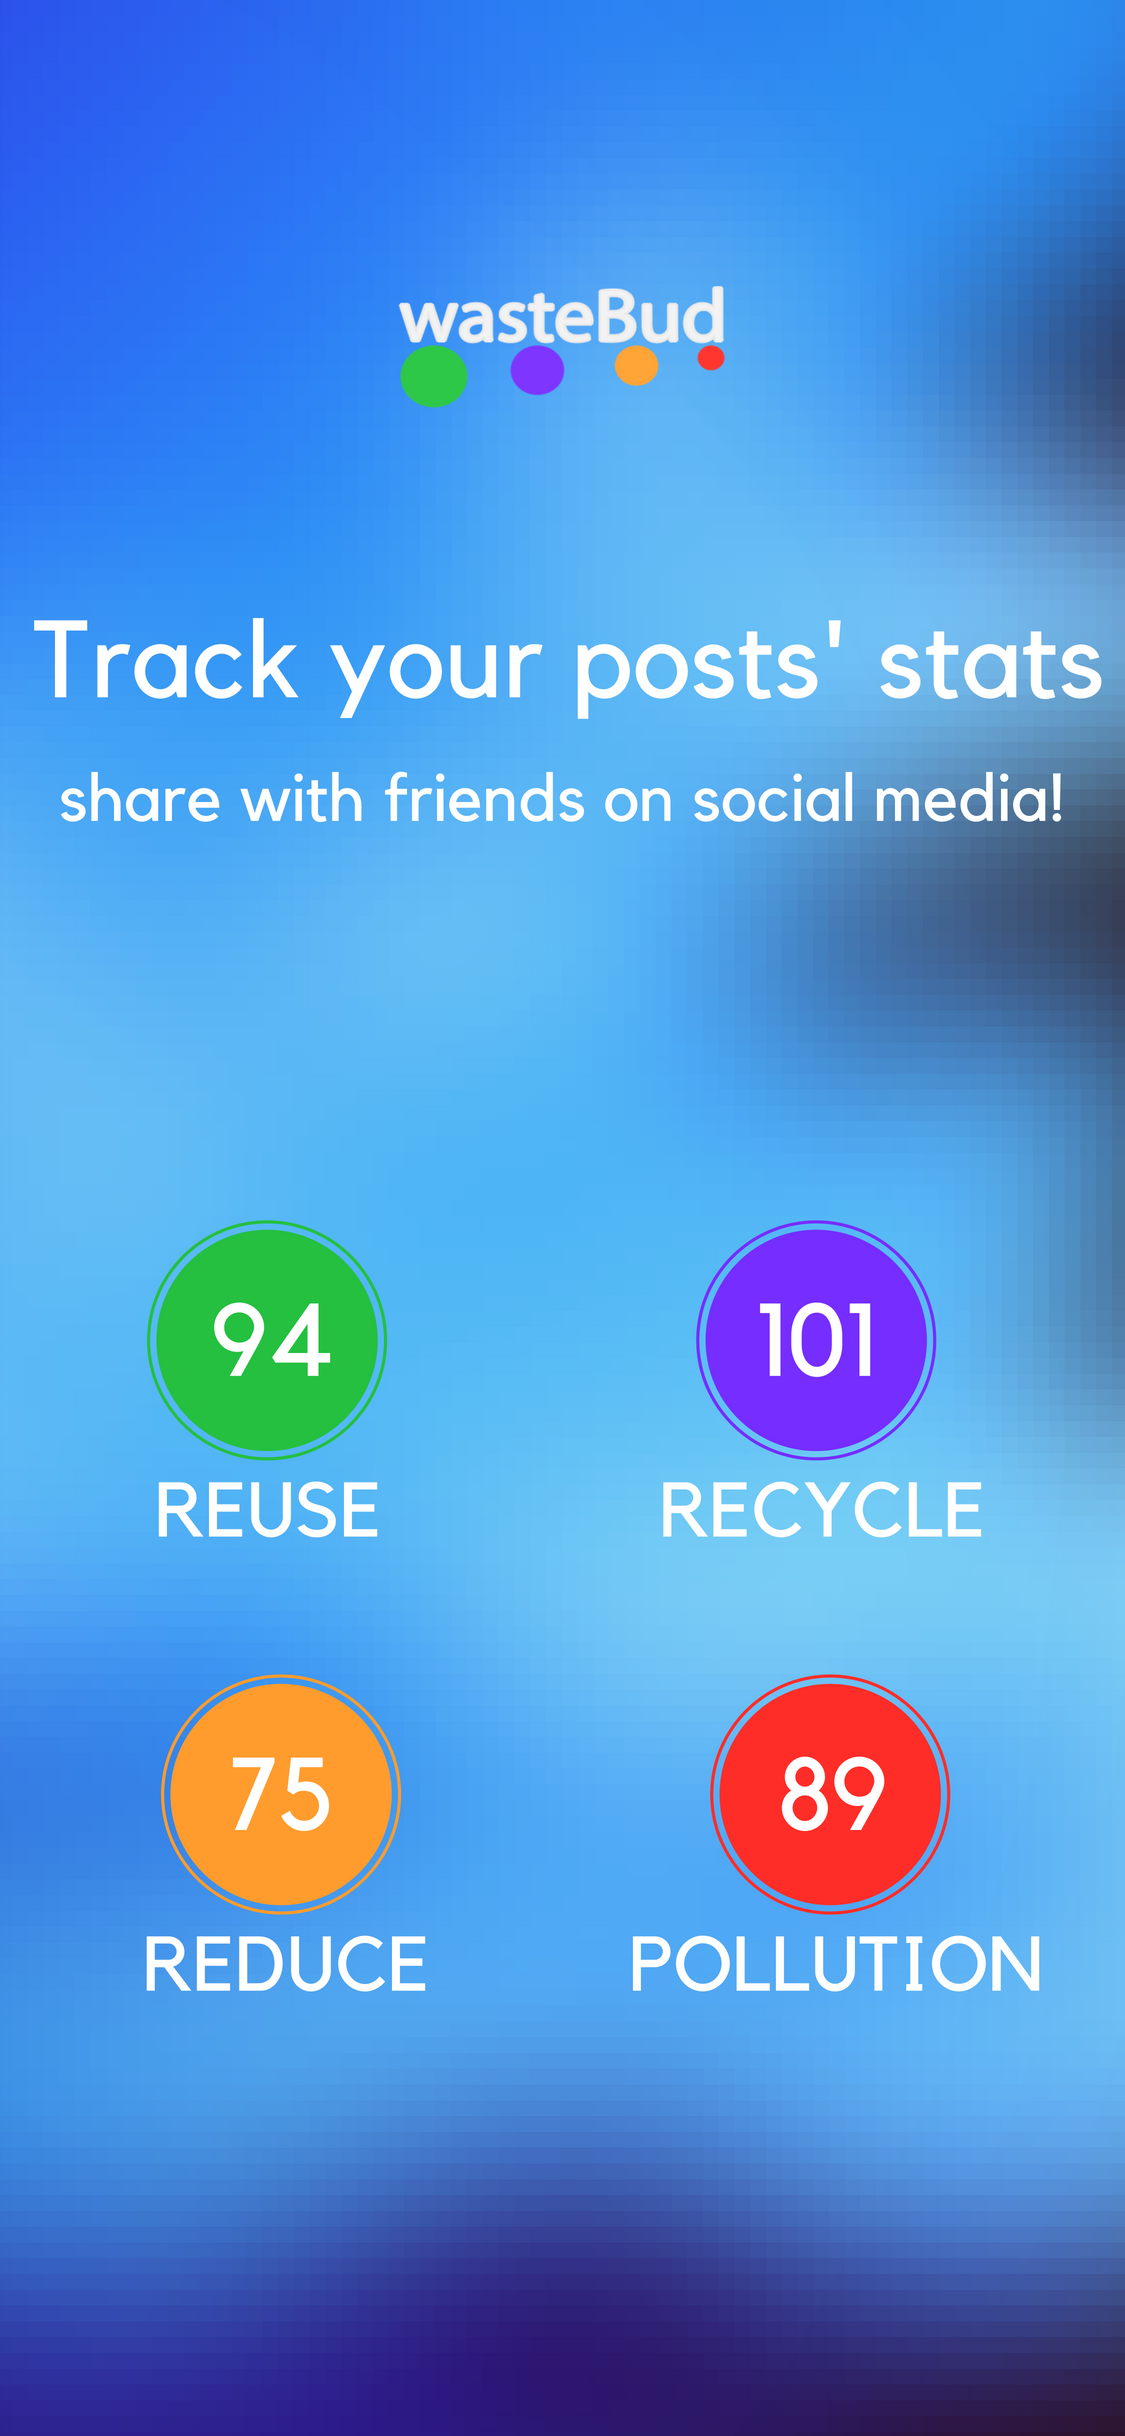 wasteBud
Track your posts' stats
share with friends on social media!
94
REUSE
101
RECYCLE
75
REDUCE
89
POLLUTION